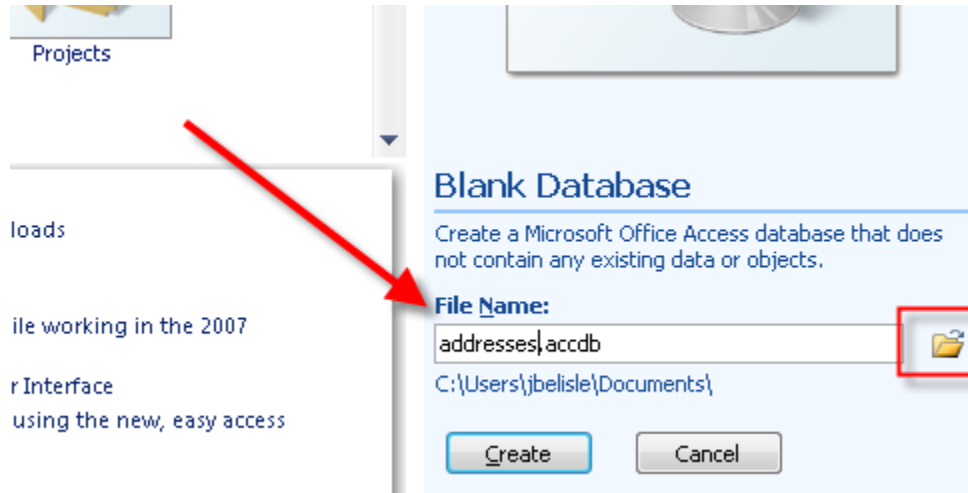 Projects
loads
ile working in the 2007
r Interface
using the new, easy access
Blank Database
Create a Microsoft Office Access database that does
not contain any existing data or objects.
File Name:
addresses.accdb
C:\Users\jbelisle\Documents\
Create
Cancel